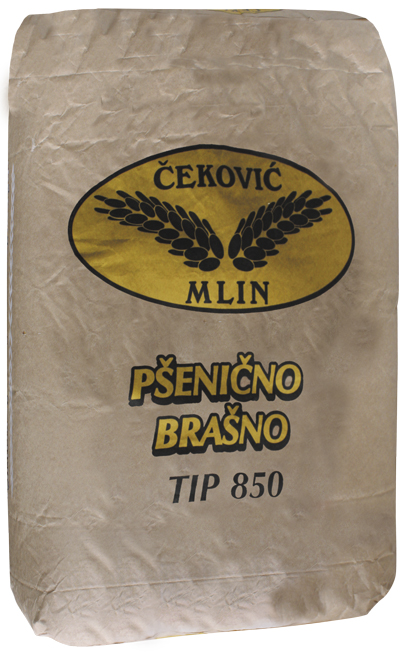 ČEKOVIĆ
MLIN
PŠENIČNO
BRAŠNO
TIP 850